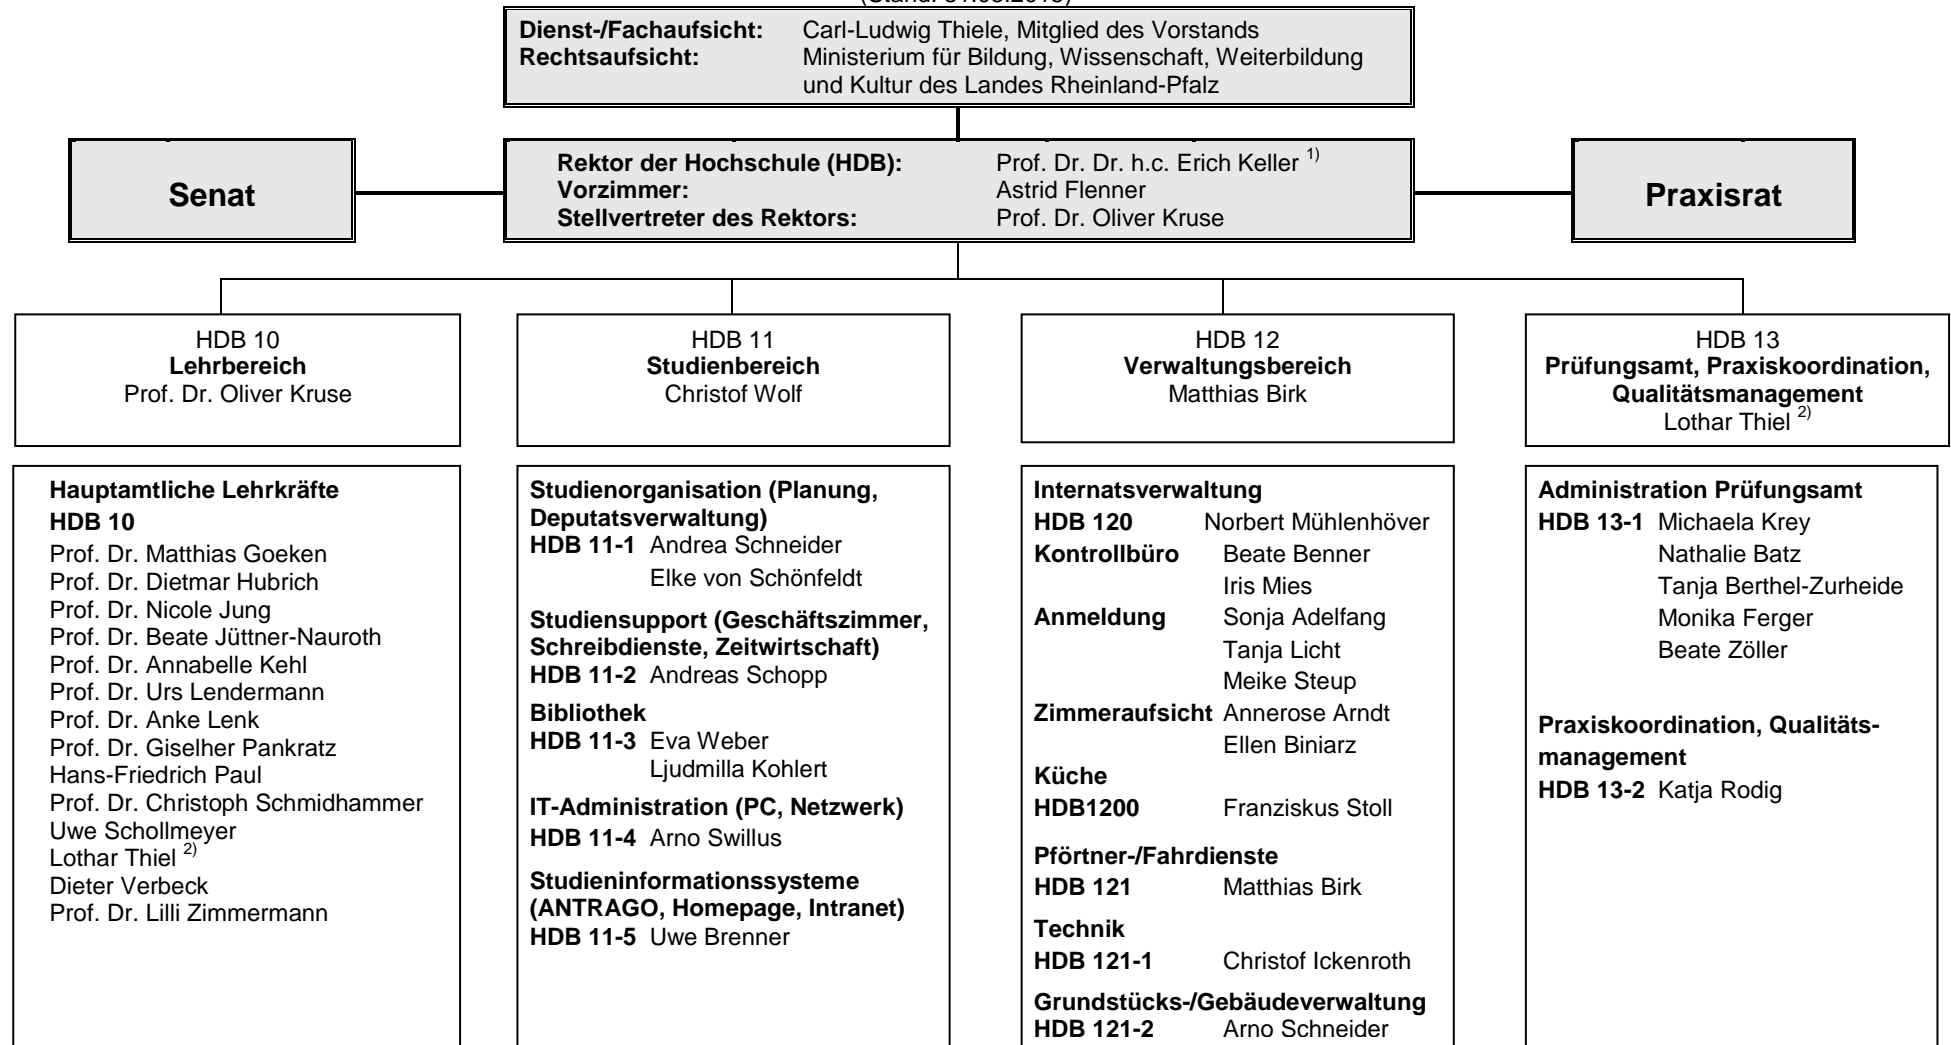 Dienst-/Fachaufsicht: Carl-Ludwig Thiele, Mitglied des Vorstands
Rechtsaufsicht: Ministerium für Bildung, Wissenschaft, Weiterbildung
und Kultur des Landes Rheinland-Pfalz
Senat
Rektor der Hochschule (HDB): Prof. Dr. Dr. h.c. Erich Keller 1)
Vorzimmer: Astrid Flenner
Stellvertreter des Rektors: Prof. Dr. Oliver Kruse
Praxisrat
HDB 10
Lehrbereich
Prof. Dr. Oliver Kruse
HDB 11
Studienbereich
Christof Wolf
HDB 12
Verwaltungsbereich
Matthias Birk
HDB 13
Prüfungsamt, Praxiskoordination,
Qualitätsmanagement
Lothar Thiel 2)
Hauptamtliche Lehrkräfte
HDB 10
Prof. Dr. Matthias Goeken
Prof. Dr. Dietmar Hubrich
Prof. Dr. Nicole Jung
Prof. Dr. Beate Jüttner-Nauroth
Prof. Dr. Annabelle Kehl
Prof. Dr. Urs Lendermann
Prof. Dr. Anke Lenk
Prof. Dr. Giselher Pankratz
Hans-Friedrich Paul
Prof. Dr. Christoph Schmidhammer
Uwe Schollmeyer
Lothar Thiel 2)
Dieter Verbeck
Prof. Dr. Lilli Zimmermann
Studienorganisation (Planung,
Deputatsverwaltung)
HDB 11-1 Andrea Schneider
Elke von Schönfeldt
Studiensupport (Geschäftszimmer,
Schreibdienste, Zeitwirtschaft)
HDB 11-2 Andreas Schopp
Bibliothek
HDB 11-3 Eva Weber
Ljudmilla Kohlert
IT-Administration (PC, Netzwerk)
HDB 11-4 Arno Swillus
Studieninformationssysteme
(ANTRAGO, Homepage, Intranet)
HDB 11-5 Uwe Brenner
Internatsverwaltung
HDB 120 Norbert Mühlenhöver
Kontrollbüro Beate Benner
Iris Mies
Anmeldung Sonja Adelfang
Tanja Licht
Meike Steup
Zimmeraufsicht Annerose Arndt
Ellen Biniarz
Küche
HDB1200 Franziskus Stoll
Pförtner-/Fahrdienste
HDB 121 Matthias Birk
Technik
HDB 121-1 Christof Ickenroth
Grundstücks-/Gebäudeverwaltung
HDB 121-2 Arno Schneider
Administration Prüfungsamt
HDB 13-1 Michaela Krey
Nathalie Batz
Tanja Berthel-Zurheide
Monika Ferger
Beate Zöller
Praxiskoordination, Qualitäts-
management
HDB 13-2 Katja Rodig